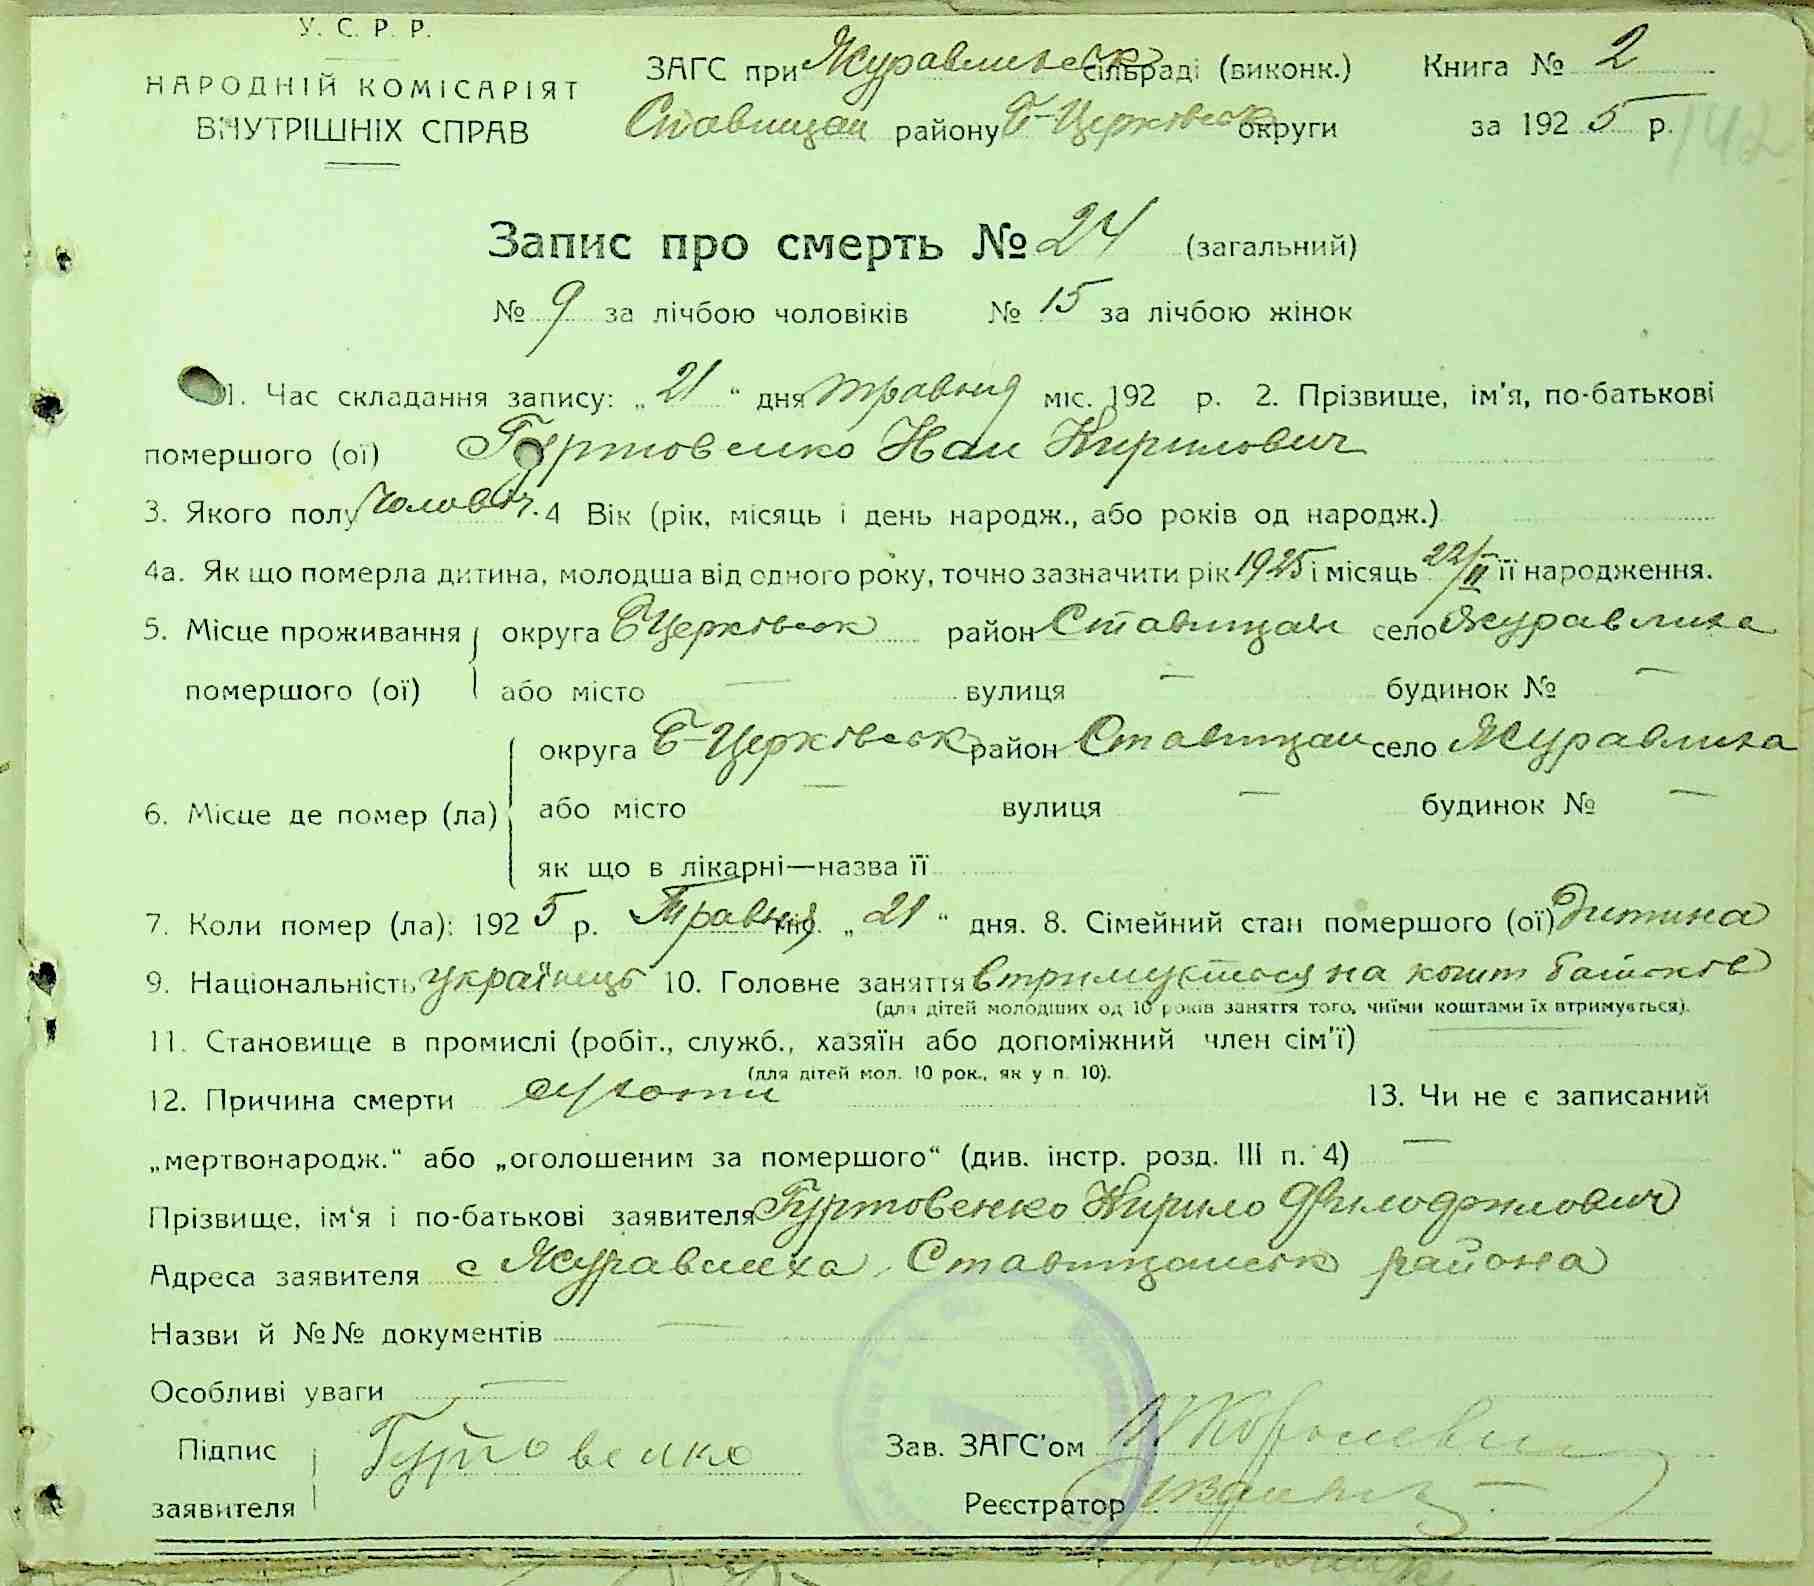 У. С. Р. Р.
НАРОДНІЙ КОМІСАРІЯТ
ВНУТРІШНІХ СПРАВ
ЗАГС при Журавлиськ сільраді (виконк.) Книга № 2
Ставищан району Б-Церківськ округи за 1925 р.
142
Запис про смерть № 24 (загальний)
№ 9 за лічбою чоловіків № 15 за лічбою жінок
1. Час складання запису: „21“ дня травня міс. 192 р. 2. Прізвище, ім'я, по-батькові
помершого (ої) Гуртовенко Кирилович
3. Якого полу чоловіч. 4 Вік (рік, місяць і день народж., або років од народж.)
4а. Як що померла дитина, молодша від одного року, точно зазначити рік 1925 і місяць 22/II її народження.
5. Місце проживання округа БЦерківськ район Ставищан село Журавлиха
помершого (ої) або місто — вулиця — будинок № —
округа Б-Церківськ район Ставищан село Журавлиха
6. Місце де помер (ла) або місто — вулиця — будинок № —
як що в лікарні—назва її
7. Коли помер (ла): 1925 р. Травня міс. „21“ дня. 8. Сімейний стан помершого (ої) Дитина
9. Національність українець 10. Головне заняття втримується на кошт батьків
(для дітей молодших од 10 років заняття того, чиїми коштами їх втримується).
11. Становище в промислі (робіт., служб., хазяїн або допоміжний член сім'ї) —
(для дітей мол. 10 рок., як у п. 10).
12. Причина смерти сухоти 13. Чи не є записаний
„мертвонародж.“ або „оголошеним за помершого“ (див. інстр. розд. III п. 4) —
Прізвище, ім'я і по-батькові заявителя Гуртовенко Кирило
Адреса заявителя с Журавлиха Ставищанськ района
Назви й №№ документів —
Особливі уваги —
Підпис заявителя Гуртовенко
Зав. ЗАГС'ом
Реєстратор